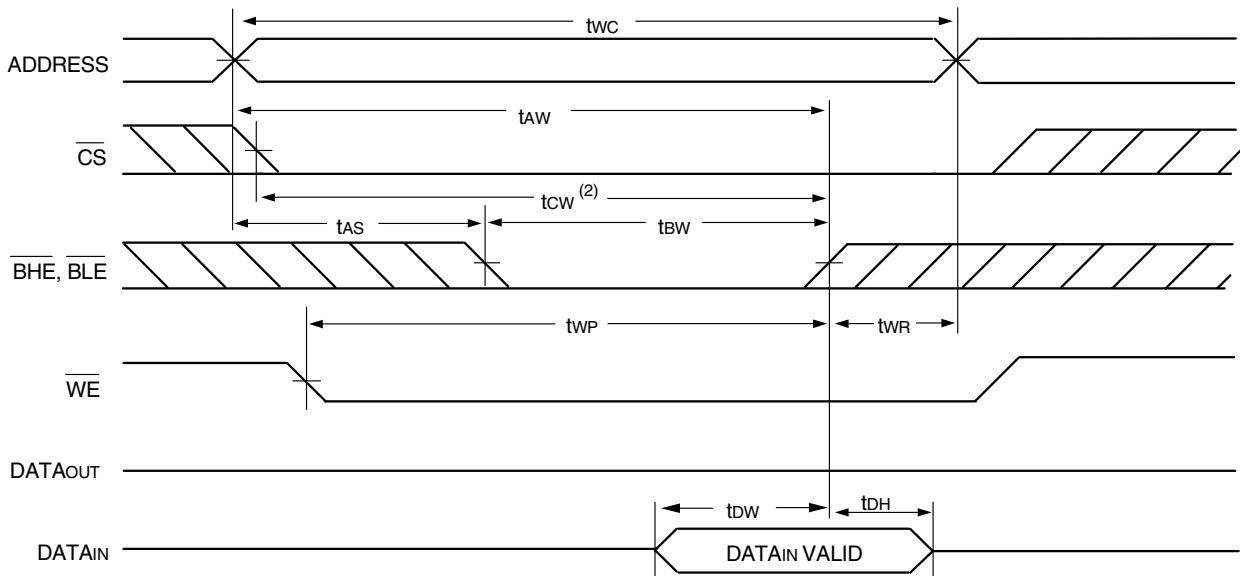 tWC
ADDRESS
tAW
CS
tCW (2)
tAS
tBW
BHE, BLE
tWP
tWR
WE
DATAOUT
tDW
tDH
DATAIN
DATAIN VALID